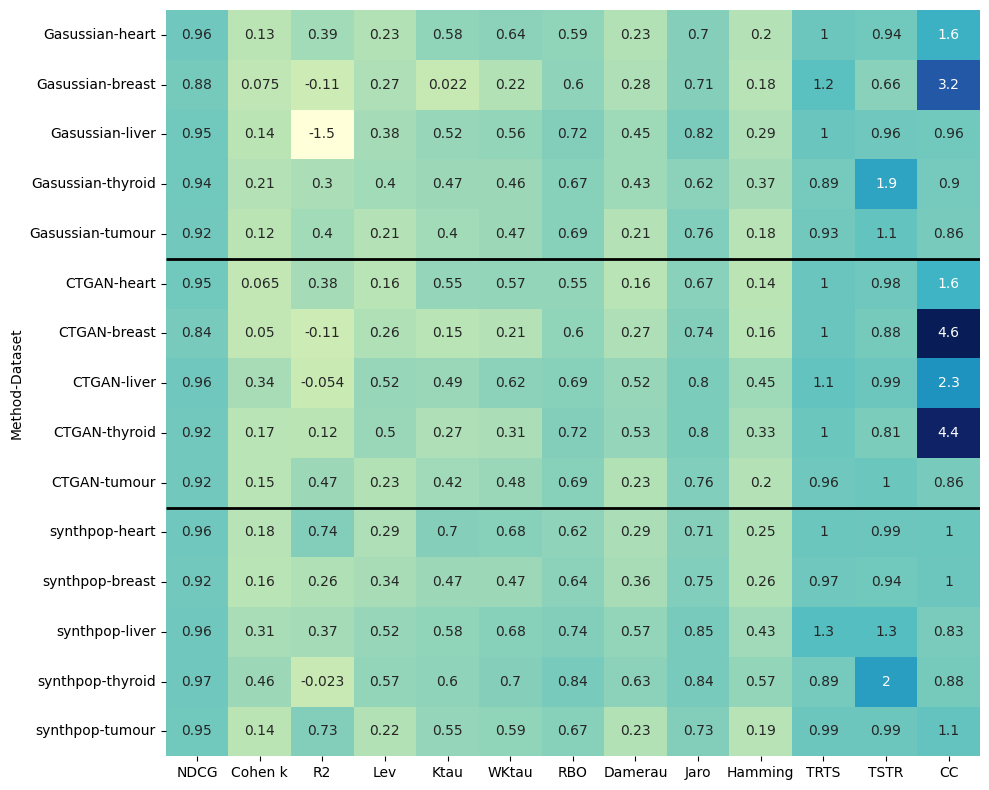 Method-Dataset
Gasussian-heart 0.96 0.13 0.39 0.23 0.58 0.64 0.59 0.23 0.7 0.2 1 0.94 1.6
Gasussian-breast 0.88 0.075 -0.11 0.27 0.022 0.22 0.6 0.28 0.71 0.18 1.2 0.66 3.2
Gasussian-liver 0.95 0.14 -1.5 0.38 0.52 0.56 0.72 0.45 0.82 0.29 1 0.96 0.96
Gasussian-thyroid 0.94 0.21 0.3 0.4 0.47 0.46 0.67 0.43 0.62 0.37 0.89 1.9 0.9
Gasussian-tumour 0.92 0.12 0.4 0.21 0.4 0.47 0.69 0.21 0.76 0.18 0.93 1.1 0.86
CTGAN-heart 0.95 0.065 0.38 0.16 0.55 0.57 0.55 0.16 0.67 0.14 1 0.98 1.6
CTGAN-breast 0.84 0.05 -0.11 0.26 0.15 0.21 0.6 0.27 0.74 0.16 1 0.88 4.6
CTGAN-liver 0.96 0.34 -0.054 0.52 0.49 0.62 0.69 0.52 0.8 0.45 1.1 0.99 2.3
CTGAN-thyroid 0.92 0.17 0.12 0.5 0.27 0.31 0.72 0.53 0.8 0.33 1 0.81 4.4
CTGAN-tumour 0.92 0.15 0.47 0.23 0.42 0.48 0.69 0.23 0.76 0.2 0.96 1 0.86
synthpop-heart 0.96 0.18 0.74 0.29 0.7 0.68 0.62 0.29 0.71 0.25 1 0.99 1
synthpop-breast 0.92 0.16 0.26 0.34 0.47 0.47 0.64 0.36 0.75 0.26 0.97 0.94 1
synthpop-liver 0.96 0.31 0.37 0.52 0.58 0.68 0.74 0.57 0.85 0.43 1.3 1.3 0.83
synthpop-thyroid 0.97 0.46 -0.023 0.57 0.6 0.7 0.84 0.63 0.84 0.57 0.89 2 0.88
synthpop-tumour 0.95 0.14 0.73 0.22 0.55 0.59 0.67 0.23 0.73 0.19 0.99 0.99 1.1
NDCG Cohen k R2 Lev Ktau WKtau RBO Damerau Jaro Hamming TRTS TSTR CC